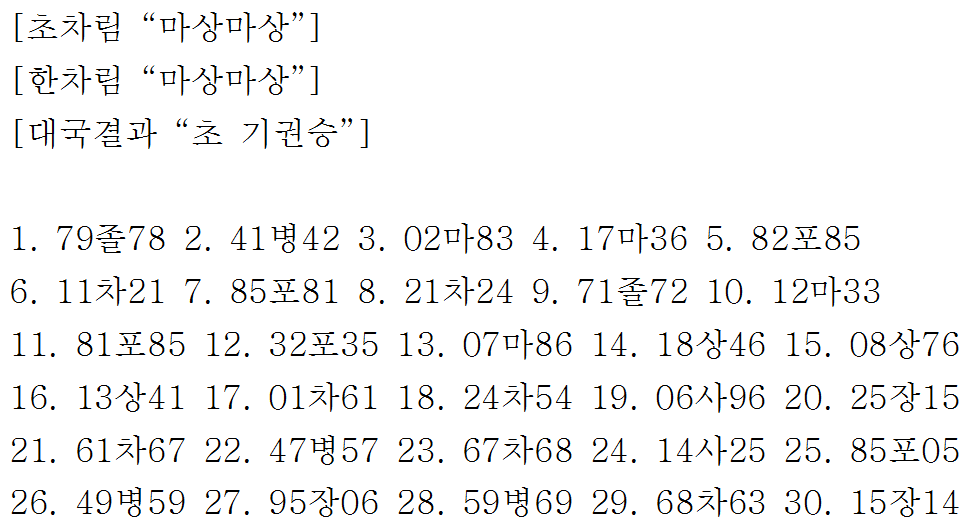 [초차림 “마상마상”]
[한차림 “마상마상”]
[대국결과 “초 기권승”]
1. 79졸78 2. 41병42 3. 02마83 4. 17마36 5. 82포85
6. 11차21 7. 85포81 8. 21차24 9. 71졸72 10. 12마33
11. 81포85 12. 32포35 13. 07마86 14. 18상46 15. 08상76
16. 13상41 17. 01차61 18. 24차54 19. 06사96 20. 25장15
21. 61차67 22. 47병57 23. 67차68 24. 14사25 25. 85포05
26. 49병59 27. 95장06 28. 59병69 29. 68차63 30. 15장14